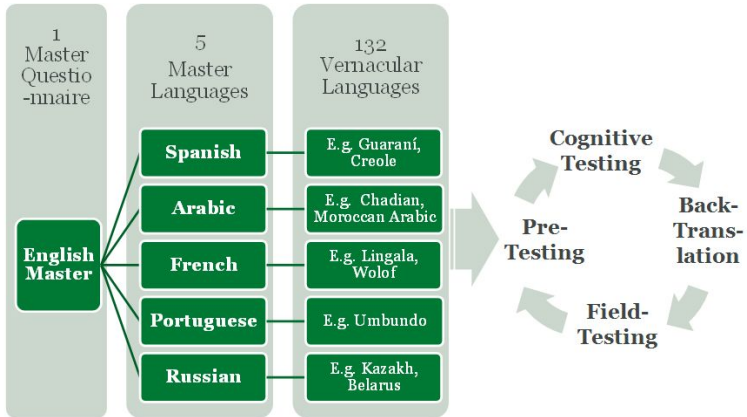 1
Master
Questio
-nnaire
English
Master
5
Master
Languages
Spanish
Arabic
French
Portuguese
Russian
132
Vernacular
Languages
E.g. Guaraní,
Creole
E.g. Chadian,
Moroccan Arabic
E.g. Lingala,
Wolof
E.g. Umbundo
E.g. Kazakh,
Belarus
Cognitive
Testing
Back-
Trans-
lation
Field-
Testing
Pre-
Testing